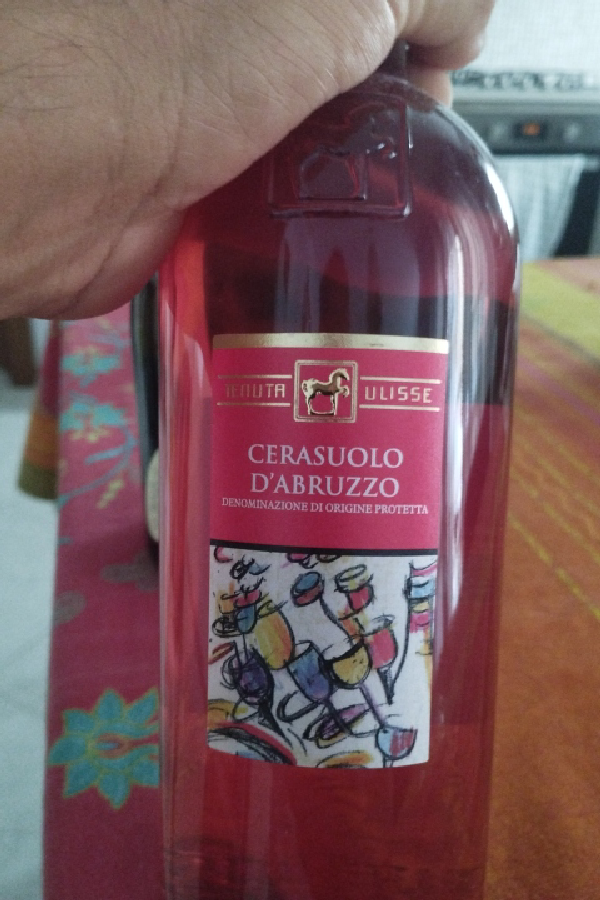 TENUTA ULISSE
CERASUOLO
D'ABRUZZO
DENOMINAZIONE DI ORIGINE PROTETTA